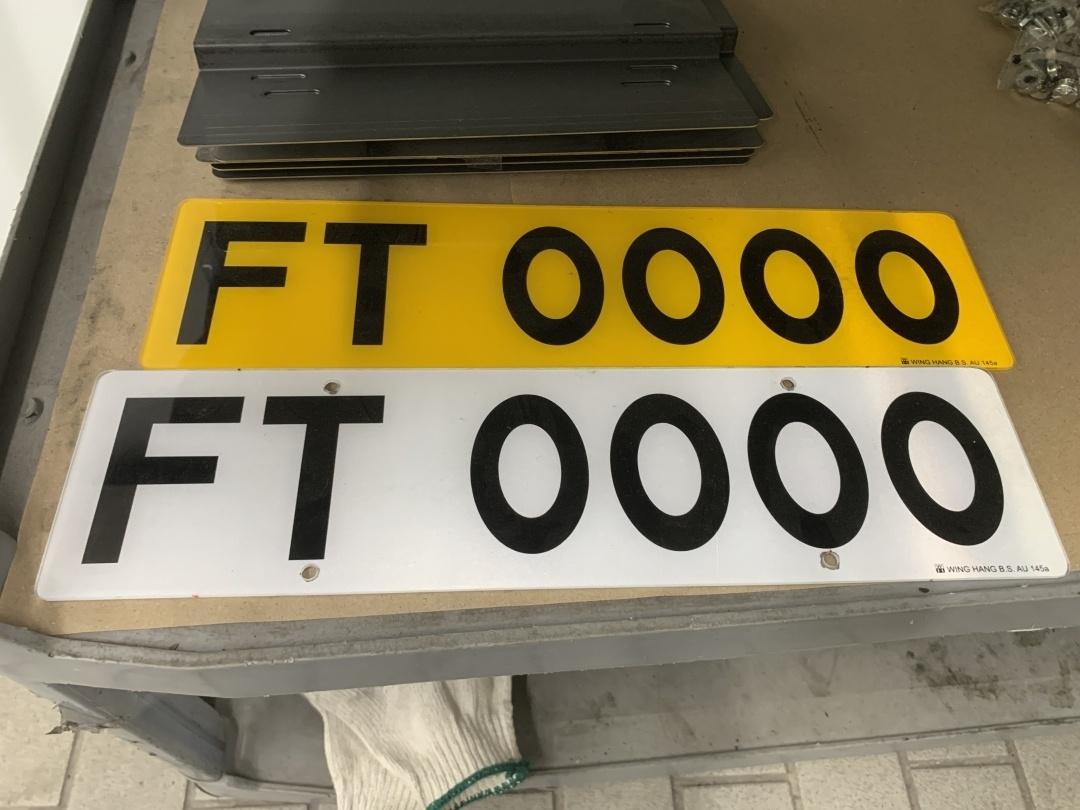 FT 0000
WING HANG B.S. AU 145a
FT 0000
WING HANG B.S. AU 145a